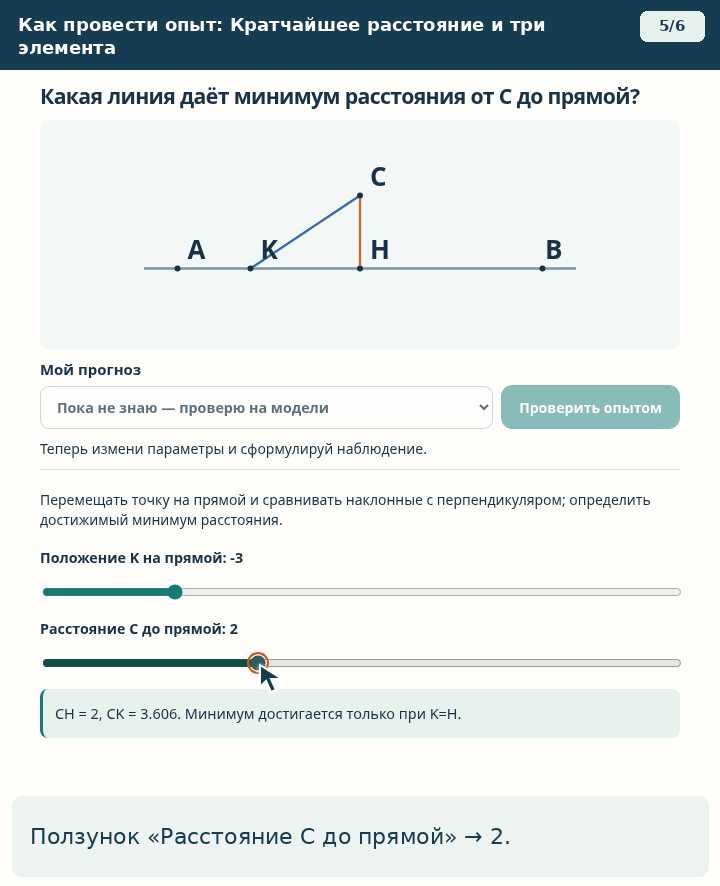 Как провести опыт: Кратчайшее расстояние и три
элемента
5/6
Какая линия даёт минимум расстояния от C до прямой?
C
A
K
H
B
Мой прогноз
Пока не знаю — проверю на модели
Проверить опытом
Теперь измени параметры и сформулируй наблюдение.
Перемещать точку на прямой и сравнивать наклонные с перпендикуляром; определить
достижимый минимум расстояния.
Положение K на прямой: -3
Расстояние C до прямой: 2
CH = 2, CK = 3.606. Минимум достигается только при K=H.
Ползунок «Расстояние C до прямой» → 2.